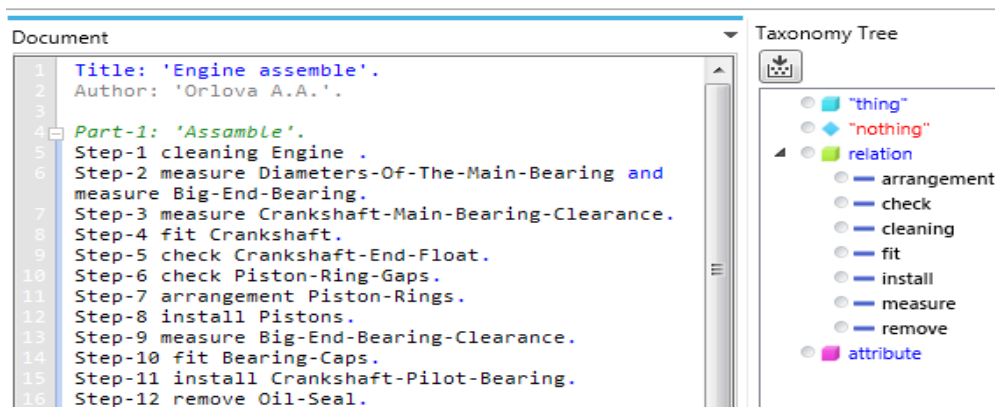 Document
1 Title: 'Engine assemble'.
2 Author: 'Orlova A.A.'.
3
4 Part-1: 'Assamble'.
5 Step-1 cleaning Engine .
6 Step-2 measure Diameters-Of-The-Main-Bearing and
measure Big-End-Bearing.
7 Step-3 measure Crankshaft-Main-Bearing-Clearance.
8 Step-4 fit Crankshaft.
9 Step-5 check Crankshaft-End-Float.
10 Step-6 check Piston-Ring-Gaps.
11 Step-7 arrangement Piston-Rings.
12 Step-8 install Pistons.
13 Step-9 measure Big-End-Bearing-Clearance.
14 Step-10 fit Bearing-Caps.
15 Step-11 install Crankshaft-Pilot-Bearing.
16 Step-12 remove Oil-Seal.
Taxonomy Tree
"thing"
"nothing"
relation
arrangement
check
cleaning
fit
install
measure
remove
attribute